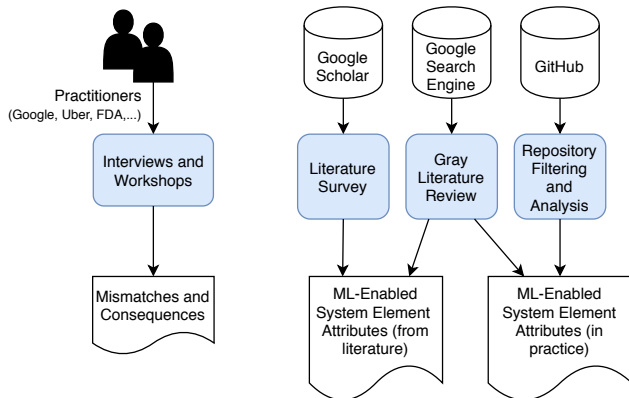 Practitioners
(Google, Uber, FDA,...)
Interviews and
Workshops
Mismatches and
Consequences
Google
Scholar
Google
Search
Engine
GitHub
Literature
Survey
Gray
Literature
Review
Repository
Filtering
and
Analysis
ML-Enabled
System Element
Attributes (from
literature)
ML-Enabled
System Element
Attributes (in
practice)